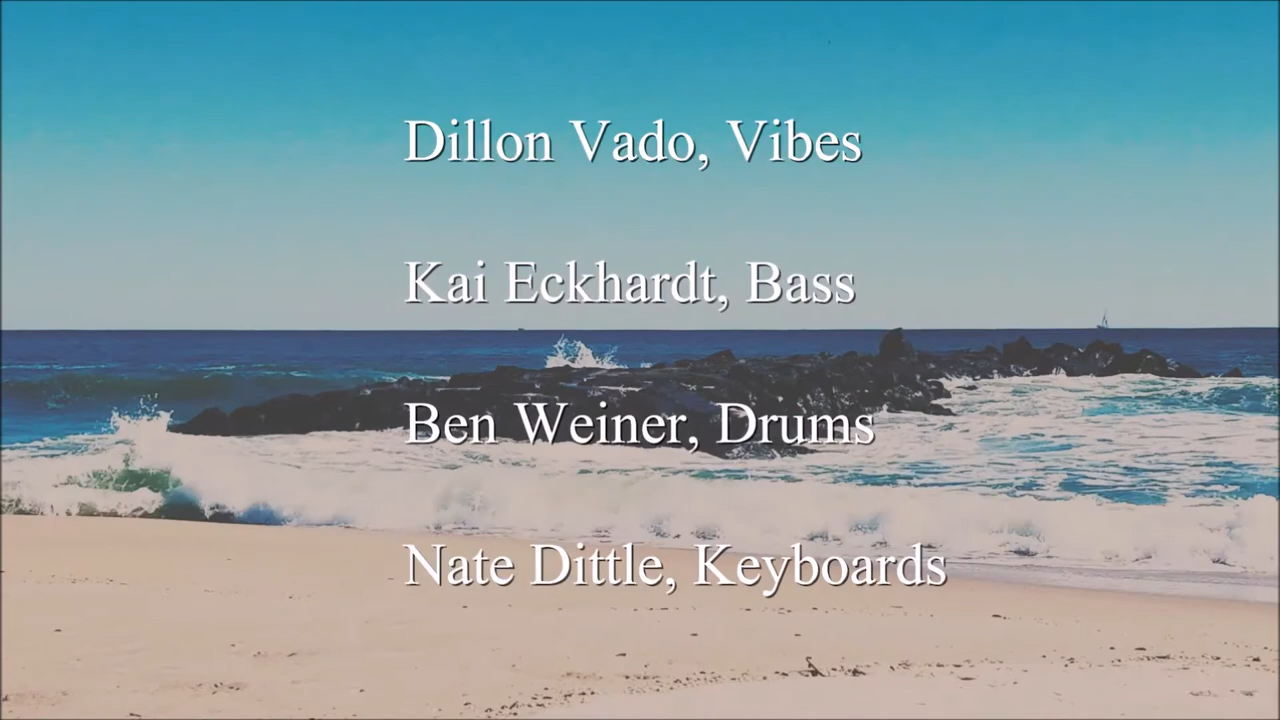 Dillon Vado, Vibes
Kai Eckhardt, Bass
Ben Weiner, Drums
Nate Dittle, Keyboards